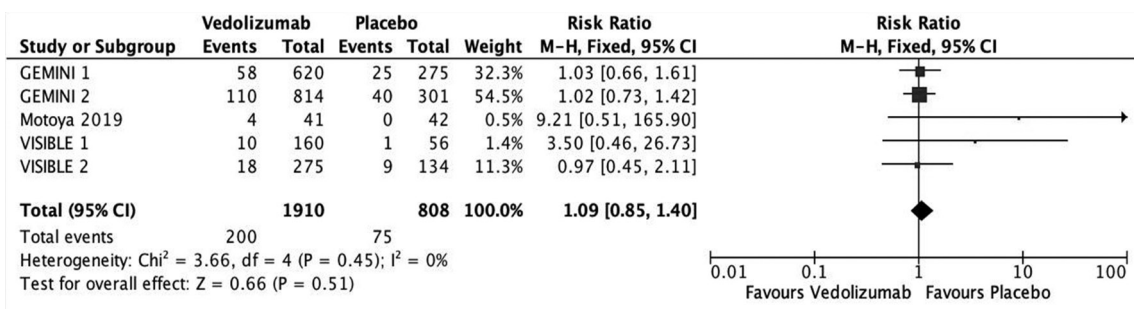 Vedolizumab Placebo Risk Ratio Risk Ratio
Study or Subgroup Events Total Events Total Weight M-H, Fixed, 95% CI M-H, Fixed, 95% CI
GEMINI 1 58 620 25 275 32.3% 1.03 [0.66, 1.61]
GEMINI 2 110 814 40 301 54.5% 1.02 [0.73, 1.42]
Motoya 2019 4 41 0 42 0.5% 9.21 [0.51, 165.90]
VISIBLE 1 10 160 1 56 1.4% 3.50 [0.46, 26.73]
VISIBLE 2 18 275 9 134 11.3% 0.97 [0.45, 2.11]
Total (95% CI) 1910 808 100.0% 1.09 [0.85, 1.40]
Total events 200 75
Heterogeneity: Chi² = 3.66, df = 4 (P = 0.45); I² = 0%
Test for overall effect: Z = 0.66 (P = 0.51)
0.01 0.1 1 10 100
Favours Vedolizumab Favours Placebo